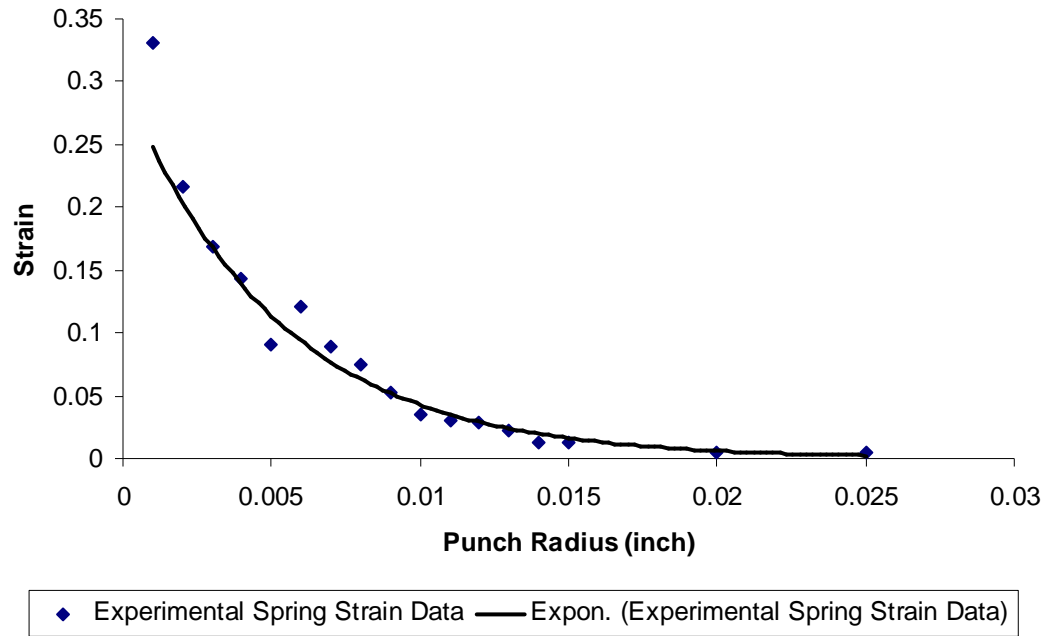 0.35
0.3
0.25
0.2
0.15
0.1
0.05
0
Strain
0 0.005 0.01 0.015 0.02 0.025 0.03
Punch Radius (inch)
Experimental Spring Strain Data Expon. (Experimental Spring Strain Data)